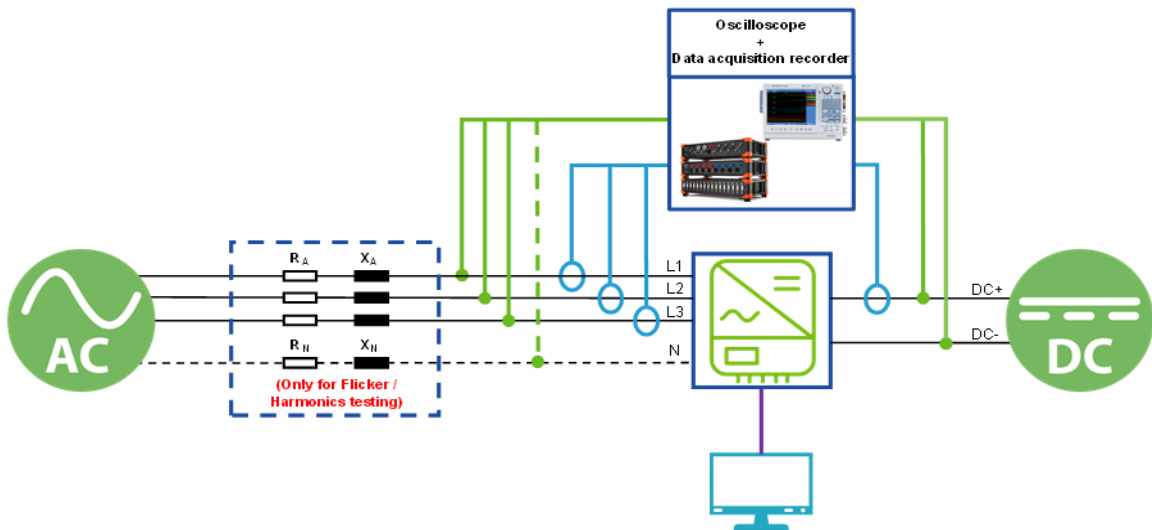 Oscilloscope
+
Data acquisition recorder
R A
X A
L1
L2
L3
R N
X N
N
(Only for Flicker /
Harmonics testing)
AC
DC+
DC-
DC